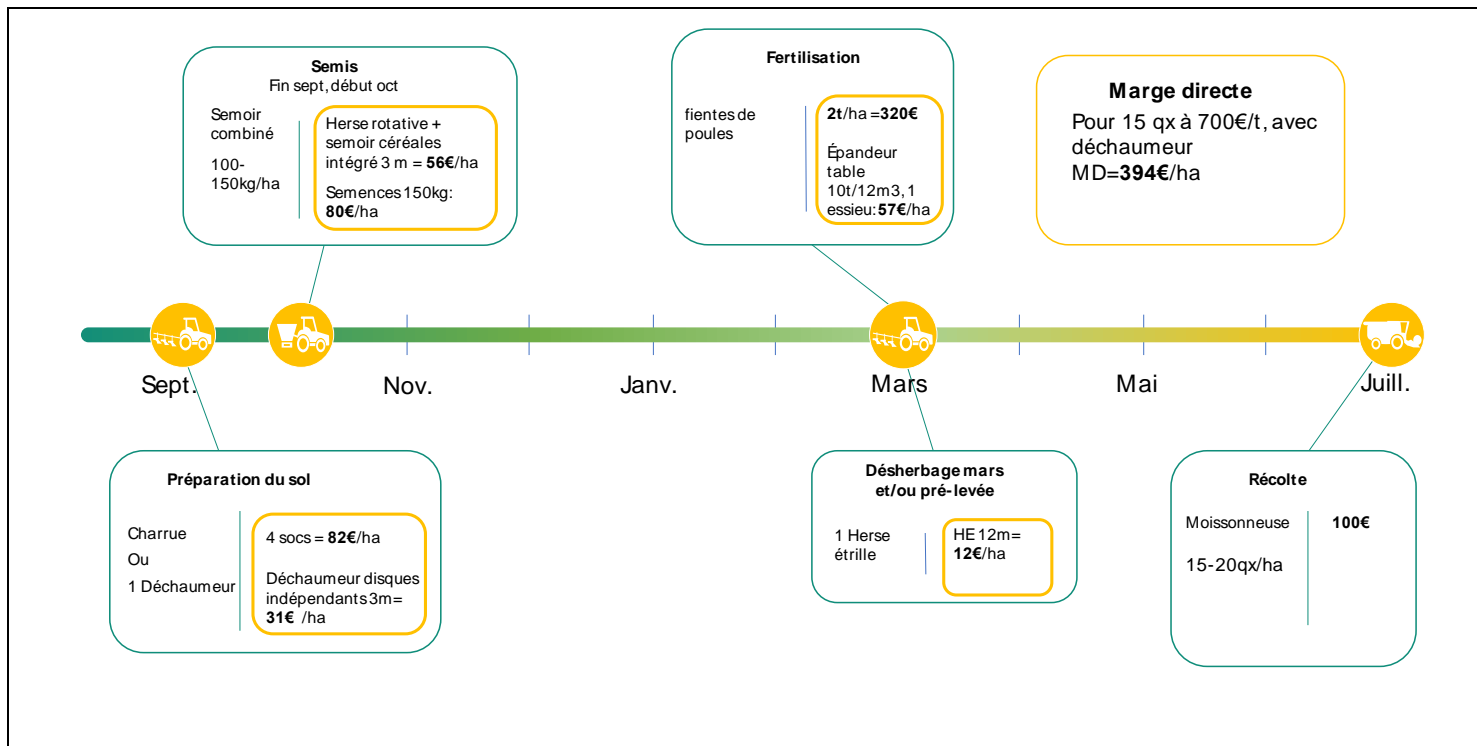 Semis
Fin sept, début oct
Semoir
combiné
100-
150kg/ha
Herse rotative +
semoir céréales
intégré 3 m = 56€/ha
Semences 150kg:
80€/ha
Fertilisation
fientes de
poules
2t/ha =320€
Épandeur
table
10t/12m3, 1
essieu: 57€/ha
Marge directe
Pour 15 qx à 700€/t, avec
déchaumeur
MD=394€/ha
Sept.
Nov.
Janv.
Mars
Mai
Juill.
Préparation du sol
Charrue
Ou
1 Déchaumeur
4 socs = 82€/ha
Déchaumeur disques
indépendants 3m=
31€ /ha
Désherbage mars
et/ou pré-levée
1 Herse
étrille
HE 12m=
12€/ha
Récolte
Moissonneuse
15-20qx/ha
100€